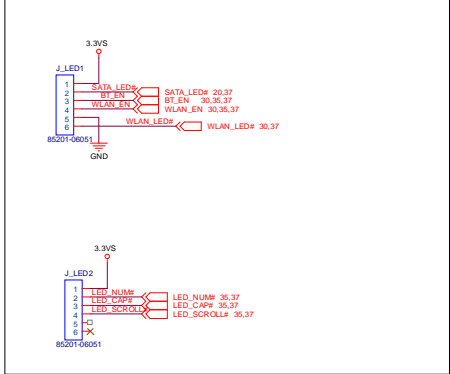 3.3VS
J_LED1
1
2 SATA_LED# SATA_LED# 20,37
3 BT_EN BT_EN 30,35,37
4 WLAN_EN WLAN_EN 30,35,37
5
6 WLAN_LED# WLAN_LED# 30,37
85201-06051
GND
3.3VS
J_LED2
1
2 LED_NUM# LED_NUM# 35,37
3 LED_CAP# LED_CAP# 35,37
4 LED_SCROLL# LED_SCROLL# 35,37
5
6
85201-06051